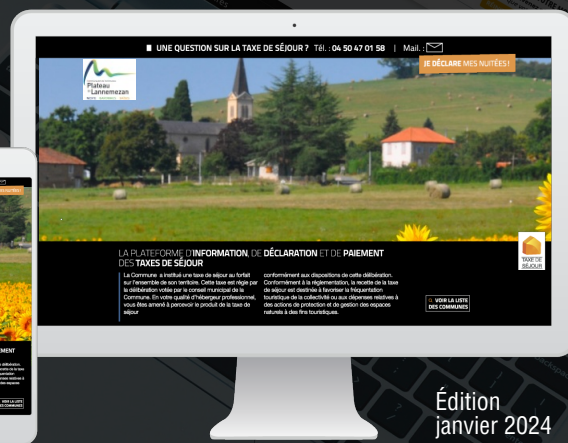 UNE QUESTION SUR LA TAXE DE SÉJOUR ? Tél. : 04 50 47 01 58 | Mail. :
JE DÉCLARE MES NUITÉES !
Plateau
de Lannemezan
LA PLATEFORME D'INFORMATION, DE DÉCLARATION ET DE PAIEMENT
DES TAXES DE SÉJOUR
La Commune a institué une taxe de séjour au forfait
sur l'ensemble de son territoire. Cette taxe est régie par
la délibération votée par le conseil municipal de la
Commune. En votre qualité d'hébergeur professionnel,
vous êtes amené à percevoir le produit de la taxe de
séjour
conformément aux dispositions de cette délibération.
Conformément à la réglementation, la recette de la taxe
de séjour est destinée à favoriser la fréquentation
touristique de la collectivité ou aux dépenses relatives à
des actions de protection et de gestion des espaces
naturels à des fins touristiques.
TAXE DE
SÉJOUR
VOIR LA LISTE
DES COMMUNES
EMENT
VOIR LA LISTE
DES COMMUNES
Édition
janvier 2024